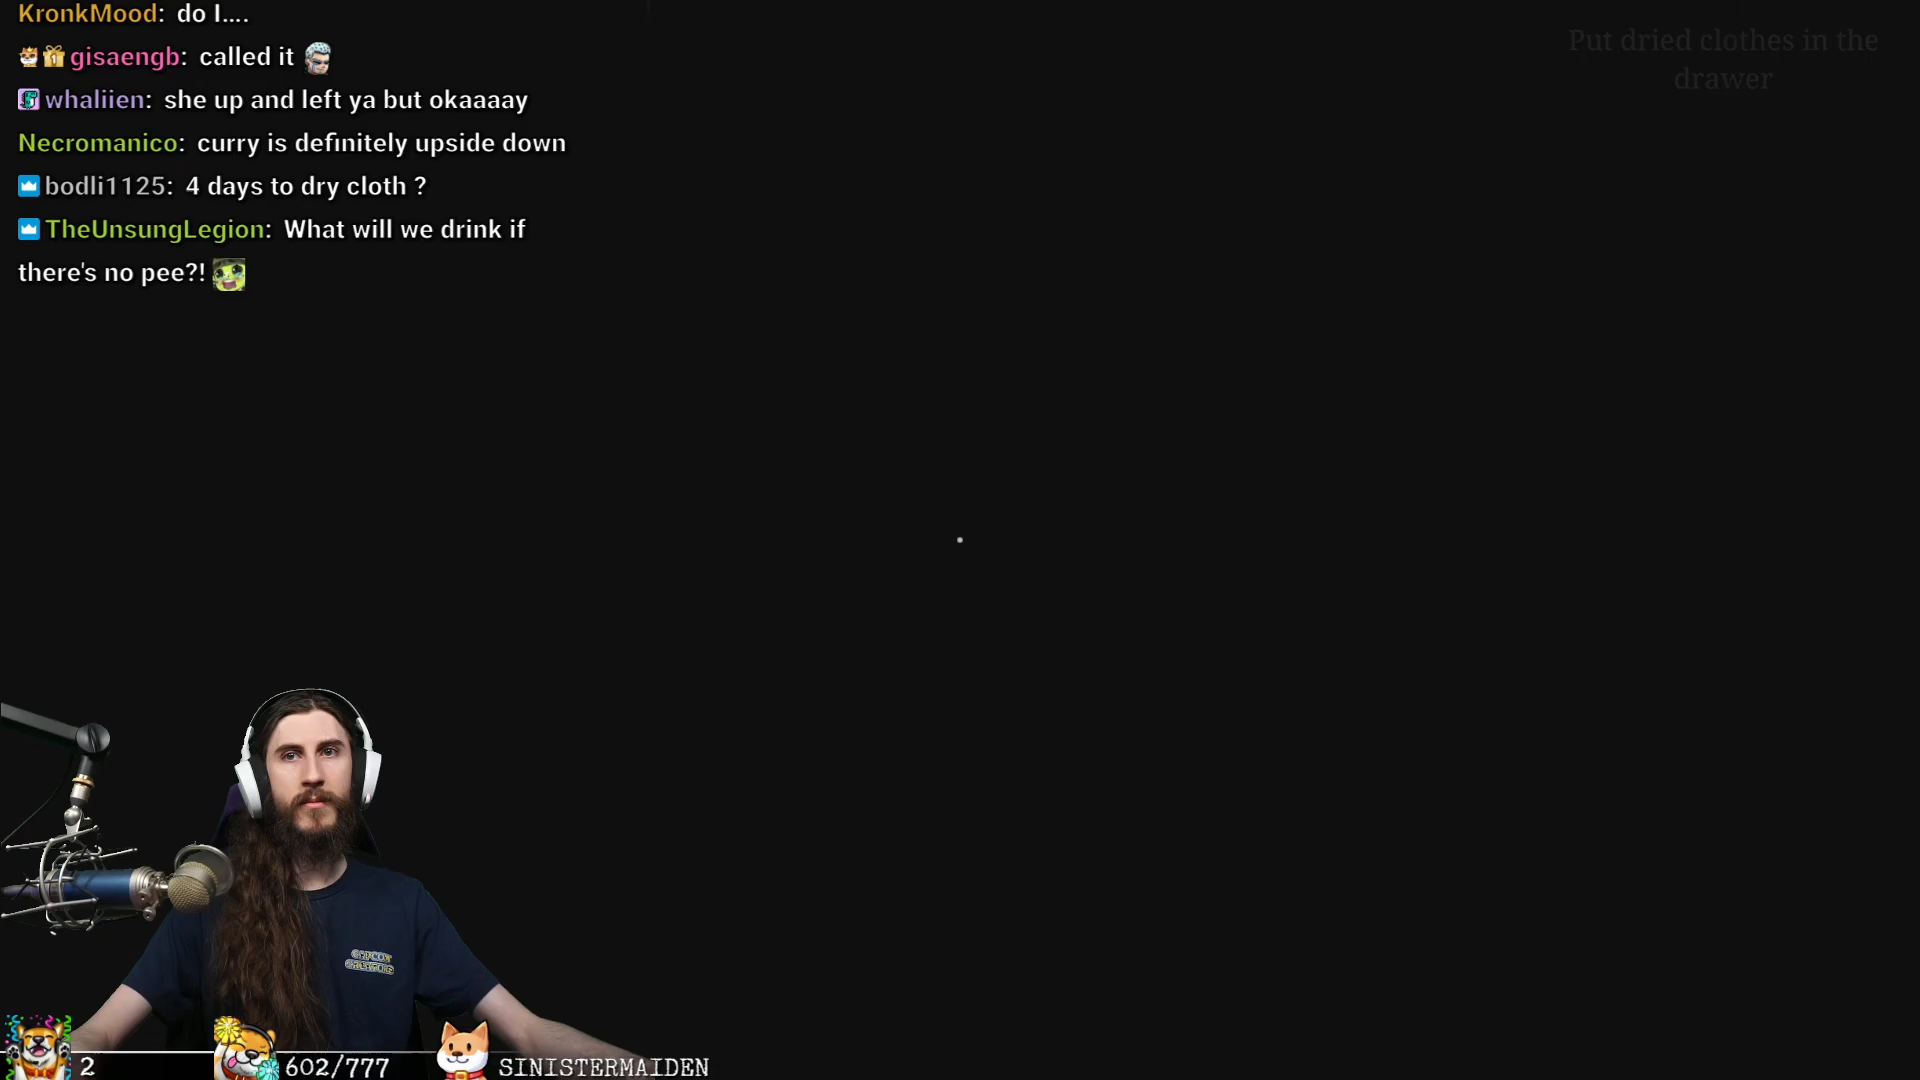 KronkMood: do I....
gisaengb: called it
whaliien: she up and left ya but okaaaay
Necromanico: curry is definitely upside down
bodli1125: 4 days to dry cloth ?
TheUnsungLegion: What will we drink if
there's no pee?!
Put dried clothes in the
drawer
CAPCOM
2
602/777
SINISTERMAIDEN